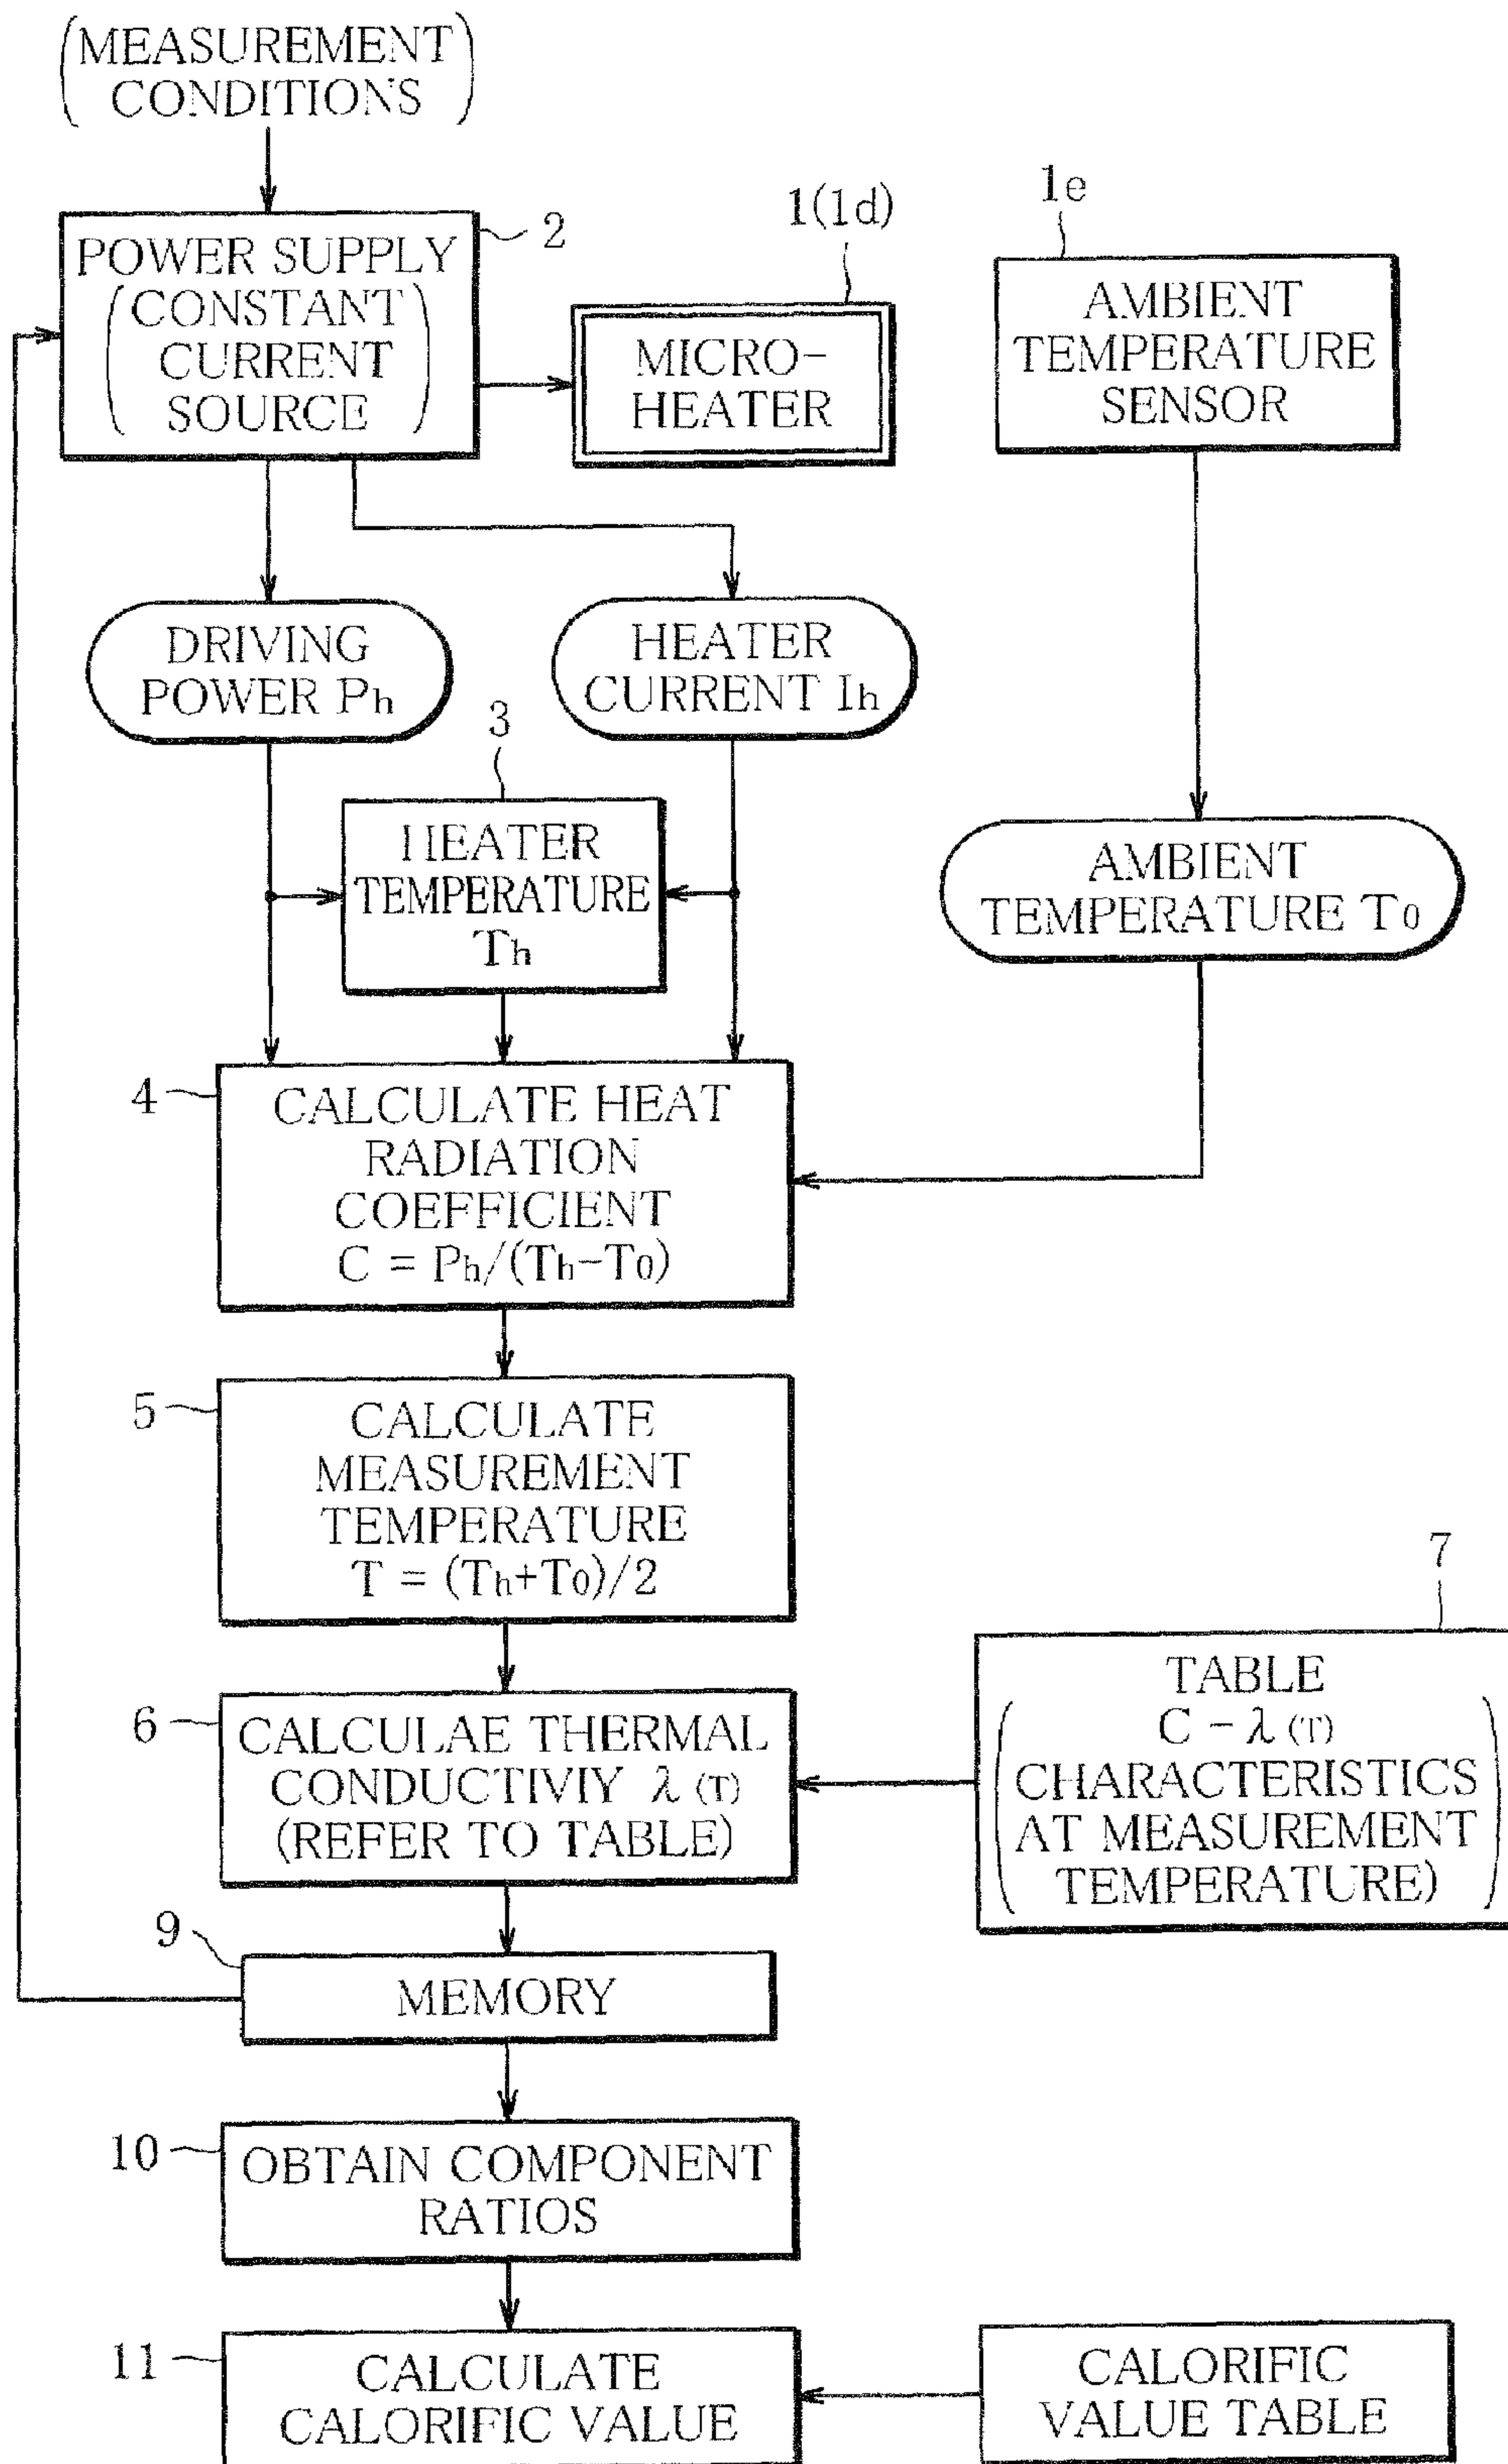 (MEASUREMENT
CONDITIONS)
2
POWER SUPPLY
(CONSTANT
CURRENT
SOURCE)
1(1d)
MICRO-
HEATER
1e
AMBIENT
TEMPERATURE
SENSOR
DRIVING
POWER Ph
HEATER
CURRENT Ih
3
HEATER
TEMPERATURE
Th
AMBIENT
TEMPERATURE T0
4
CALCULATE HEAT
RADIATION
COEFFICIENT
C = Ph/(Th-T0)
5
CALCULATE
MEASUREMENT
TEMPERATURE
T = (Th+T0)/2
6
CALCULAE THERMAL
CONDUCTIVIY λ (T)
(REFER TO TABLE)
7
TABLE
(C - λ (T)
CHARACTERISTICS
AT MEASUREMENT
TEMPERATURE))
9
MEMORY
10
OBTAIN COMPONENT
RATIOS
11
CALCULATE
CALORIFIC VALUE
CALORIFIC
VALUE TABLE